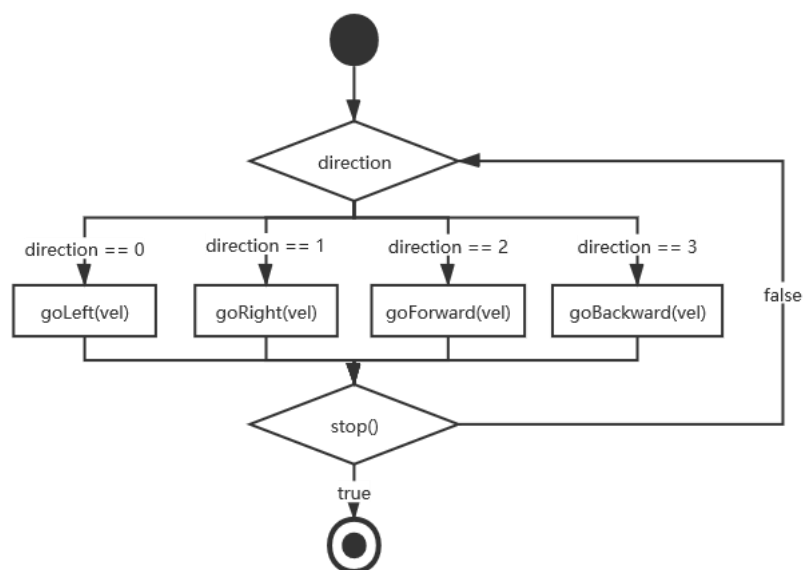 direction
direction == 0
direction == 1
direction == 2
direction == 3
goLeft(vel)
goRight(vel)
goForward(vel)
goBackward(vel)
false
stop()
true